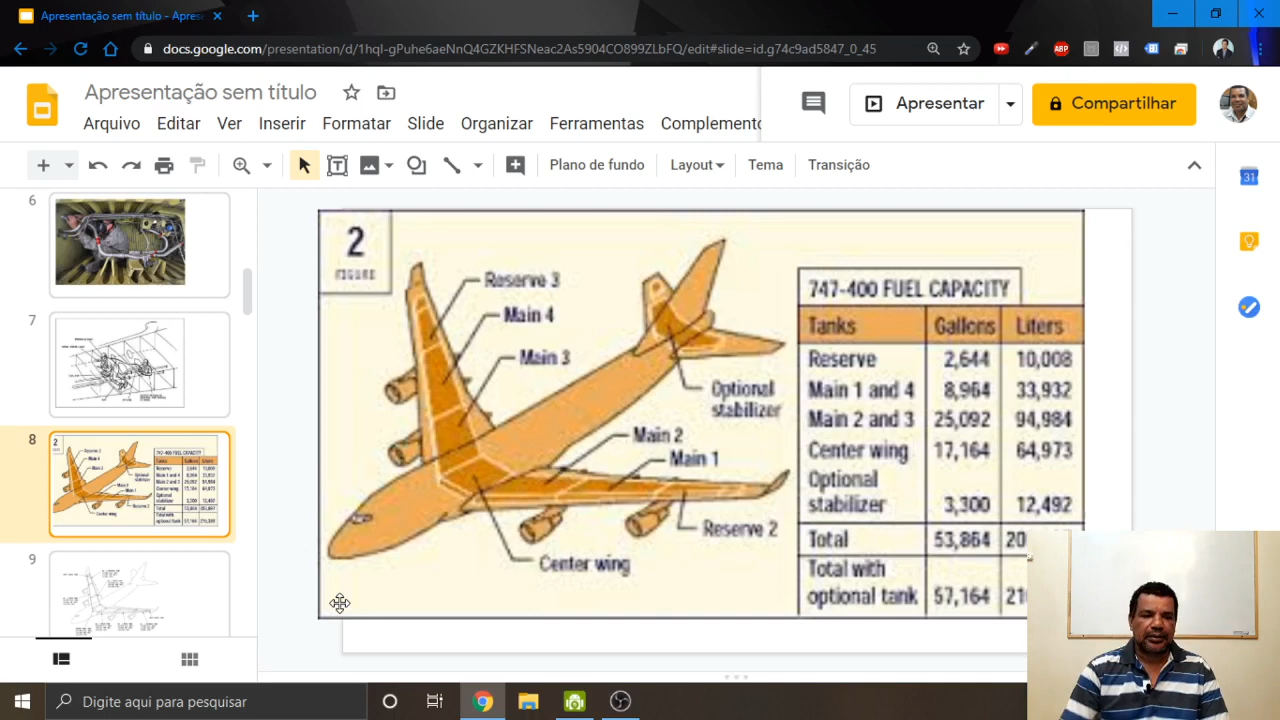 Apresentação sem título - Apres
docs.google.com/presentation/d/1hqI-gPuhe6aeNnQ4GZKHFSNeac2As5904CO899ZLbFQ/edit#slide=id.g74c9ad5847_0_45
ABP
Apresentação sem título
Apresentar
Compartilhar
Arquivo Editar Ver Inserir Formatar Slide Organizar Ferramentas Complemento
Plano de fundo Layout Tema Transição
31
6
7
8
9
2
FIGURE
Reserve 3
Main 4
Main 3
Optional
stabilizer
Main 2
Main 1
Reserve 2
Center wing
747-400 FUEL CAPACITY
Tanks Gallons Liters
Reserve 2,644 10,008
Main 1 and 4 8,964 33,932
Main 2 and 3 25,092 94,984
Center wing 17,164 64,973
Optional
stabilizer 3,300 12,492
Total 53,864 20
Total with
optional tank 57,164 21
Digite aqui para pesquisar